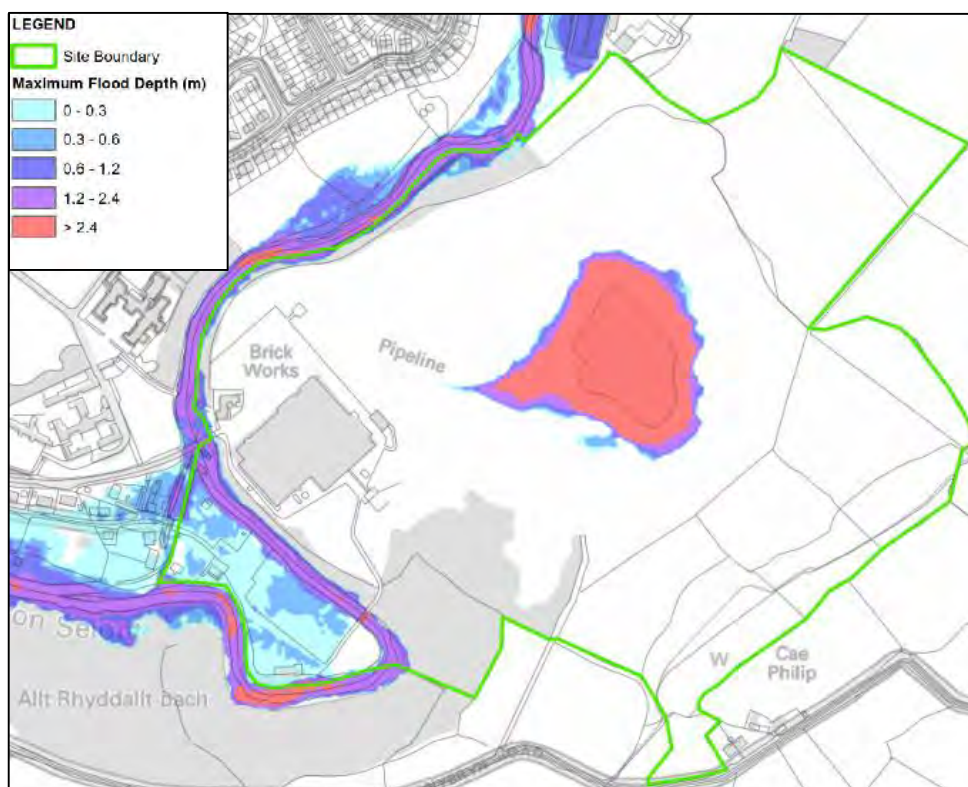 LEGEND
Site Boundary
Maximum Flood Depth (m)
0 - 0.3
0.3 - 0.6
0.6 - 1.2
1.2 - 2.4
> 2.4
Brick
Works
Pipeline
on
Allt Rhyddallt-bach
W
Cae
Philip